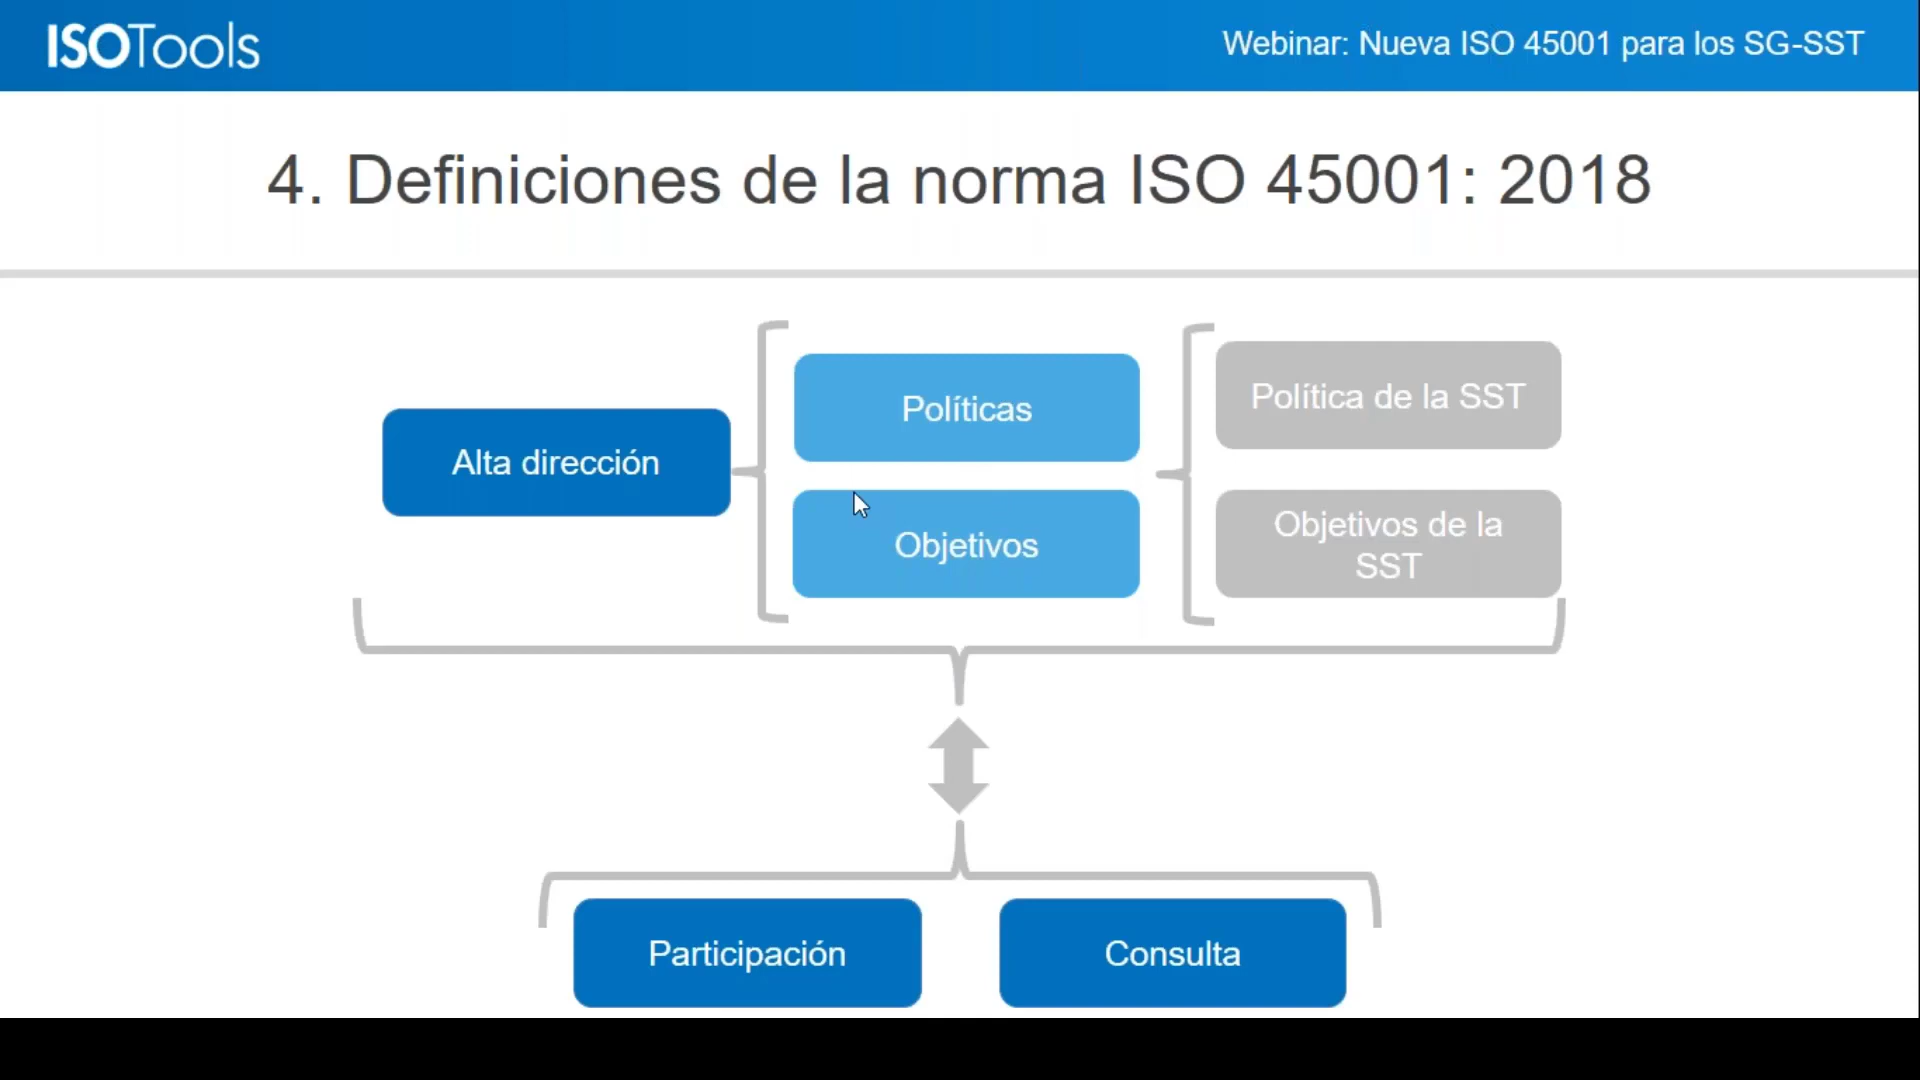 ISOTools
Webinar: Nueva ISO 45001 para los SG-SST
4. Definiciones de la norma ISO 45001: 2018
Alta dirección
Políticas
Objetivos
Política de la SST
Objetivos de la
SST
Participación
Consulta